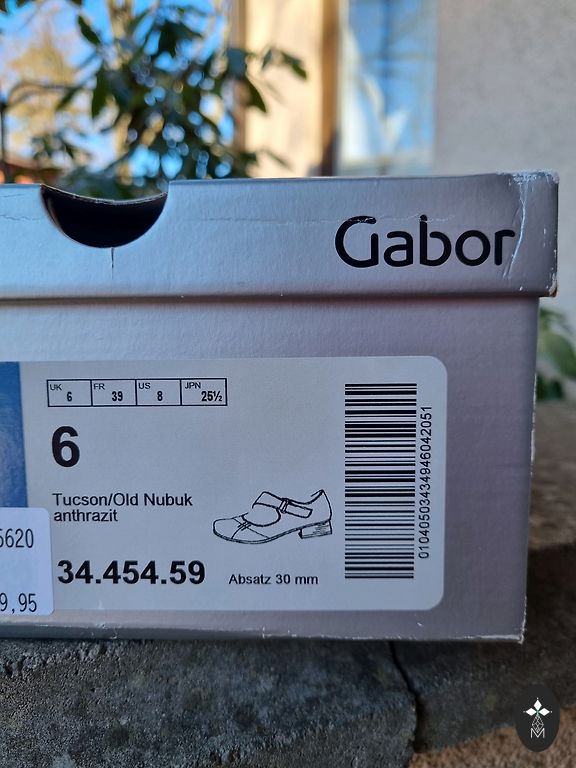 Gabor
UK 6 FR 39 US 8 JPN 25½
6
Tucson/Old Nubuk
anthrazit
5620
34.454.59 Absatz 30 mm
9,95
01040503434946042051
M